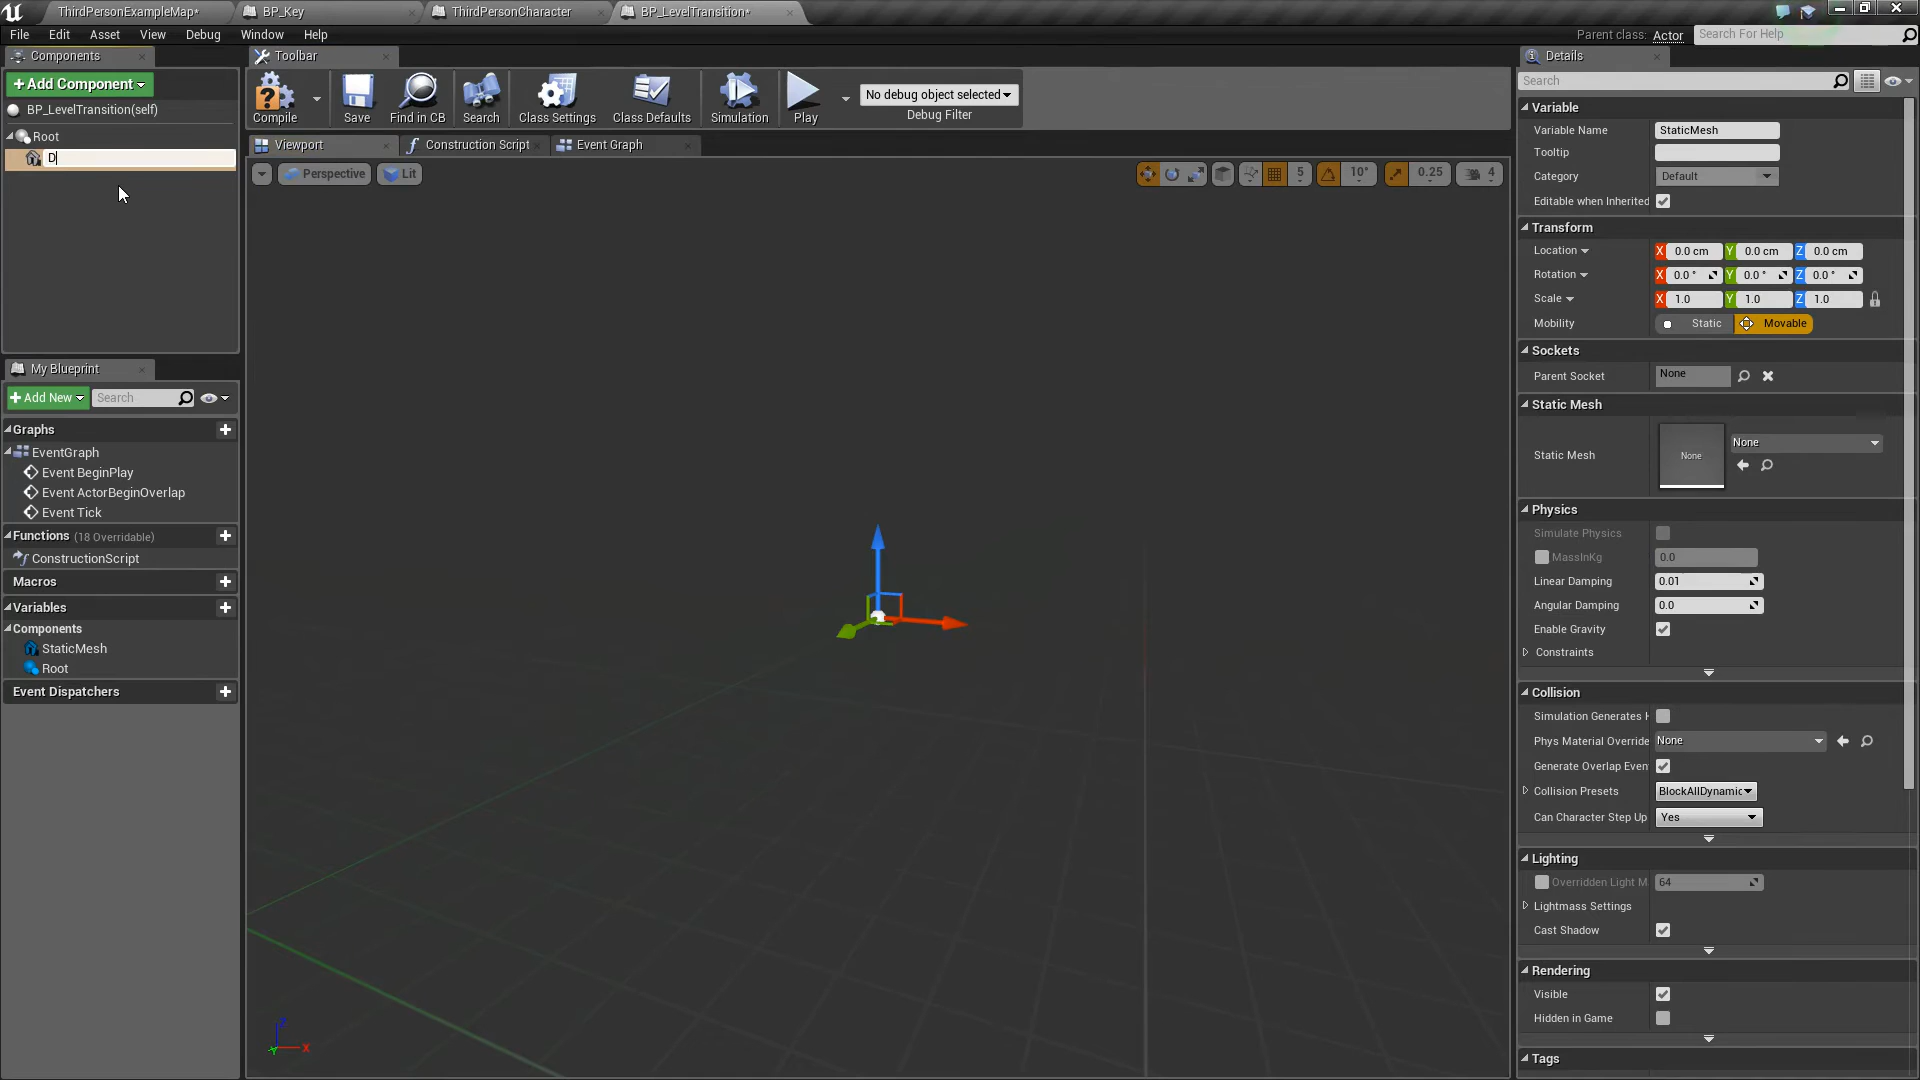 ThirdPersonExampleMap* BP_Key ThirdPersonCharacter BP_LevelTransition*
File Edit Asset View Debug Window Help Parent class: Actor Search For Help
Components Toolbar Details
+Add Component Search
BP_LevelTransition(self)
Root
D
Compile Save Find in CB Search Class Settings Class Defaults Simulation Play
No debug object selected
Debug Filter
Viewport Construction Script Event Graph
Perspective Lit 5 10° 0.25 4
My Blueprint
+Add New Search
Graphs
EventGraph
Event BeginPlay
Event ActorBeginOverlap
Event Tick
Functions (18 Overridable)
ConstructionScript
Macros
Variables
Components
StaticMesh
Root
Event Dispatchers
Z
Y X
Variable
Variable Name StaticMesh
Tooltip
Category Default
Editable when Inherited
Transform
Location X 0.0 cm Y 0.0 cm Z 0.0 cm
Rotation X 0.0 ° Y 0.0 ° Z 0.0 °
Scale X 1.0 Y 1.0 Z 1.0
Mobility Static Movable
Sockets
Parent Socket None
Static Mesh
Static Mesh None None
Physics
Simulate Physics
MassInKg 0.0
Linear Damping 0.01
Angular Damping 0.0
Enable Gravity
Constraints
Collision
Simulation Generates
Phys Material Override None
Generate Overlap Even
Collision Presets BlockAllDynamic
Can Character Step Up Yes
Lighting
Overridden Light M 64
Lightmass Settings
Cast Shadow
Rendering
Visible
Hidden in Game
Tags